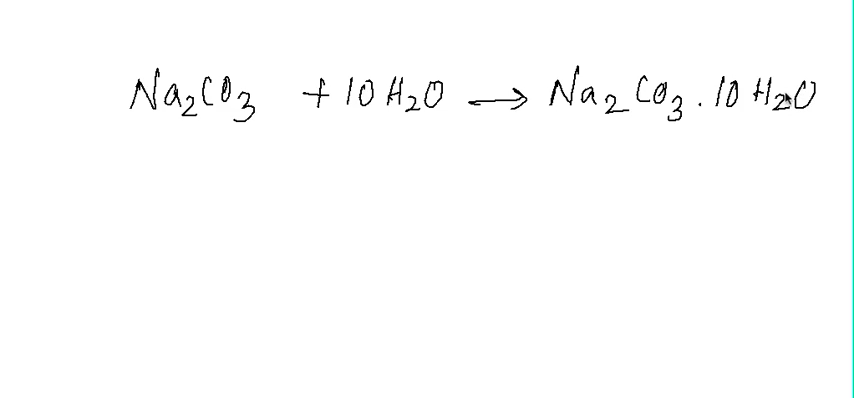 Na₂CO₃ + 10 H₂O ⟶ Na₂CO₃ . 10 H₂O